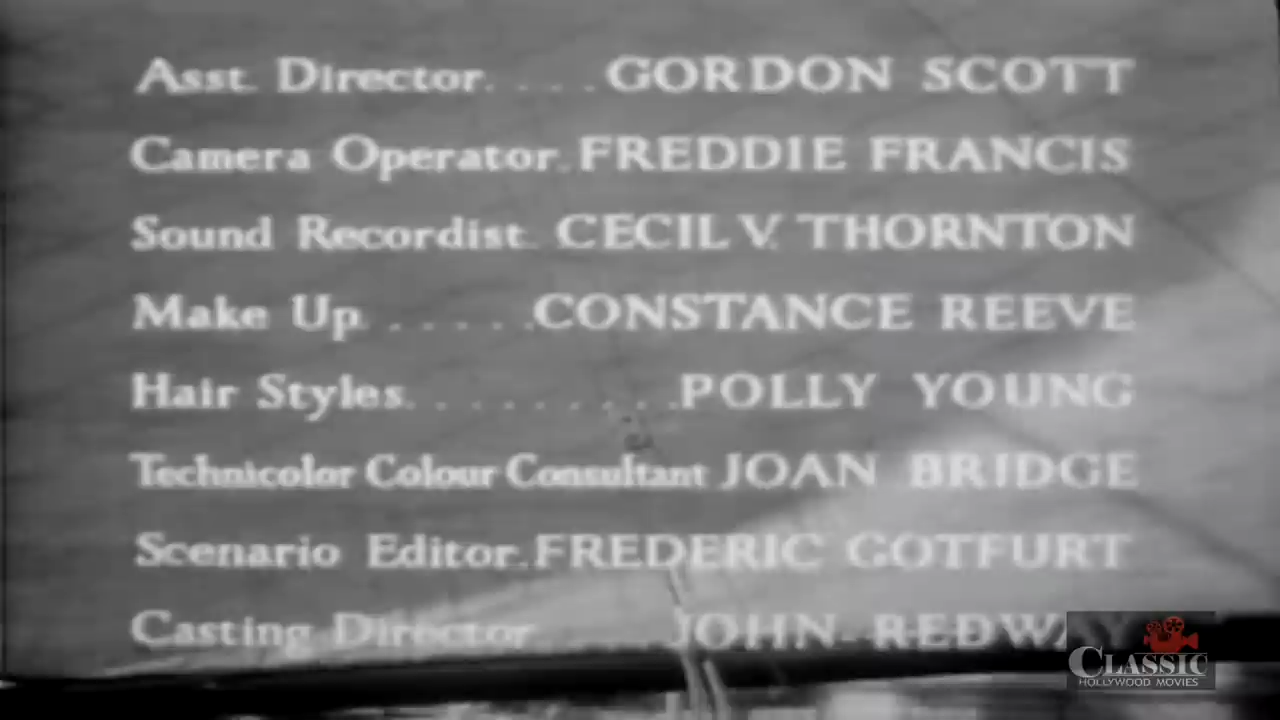 Asst. Director. . . . .GORDON SCOTT
Camera Operator..FREDDIE FRANCIS
Sound Recordist. CECIL V. THORNTON
Make Up. . . . . .CONSTANCE REEVE
Hair Styles. . . . . . . . .POLLY YOUNG
Technicolor Colour Consultant JOAN BRIDGE
Scenario Editor..FREDERIC GOTFURT
Casting Director . . . . JOHN REDWAY
CLASSIC
HOLLYWOOD MOVIES